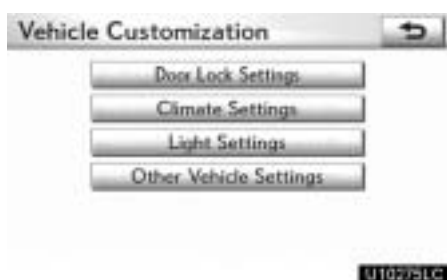 Vehicle Customization
Door Lock Settings
Climate Settings
Light Settings
Other Vehicle Settings
U10275LC